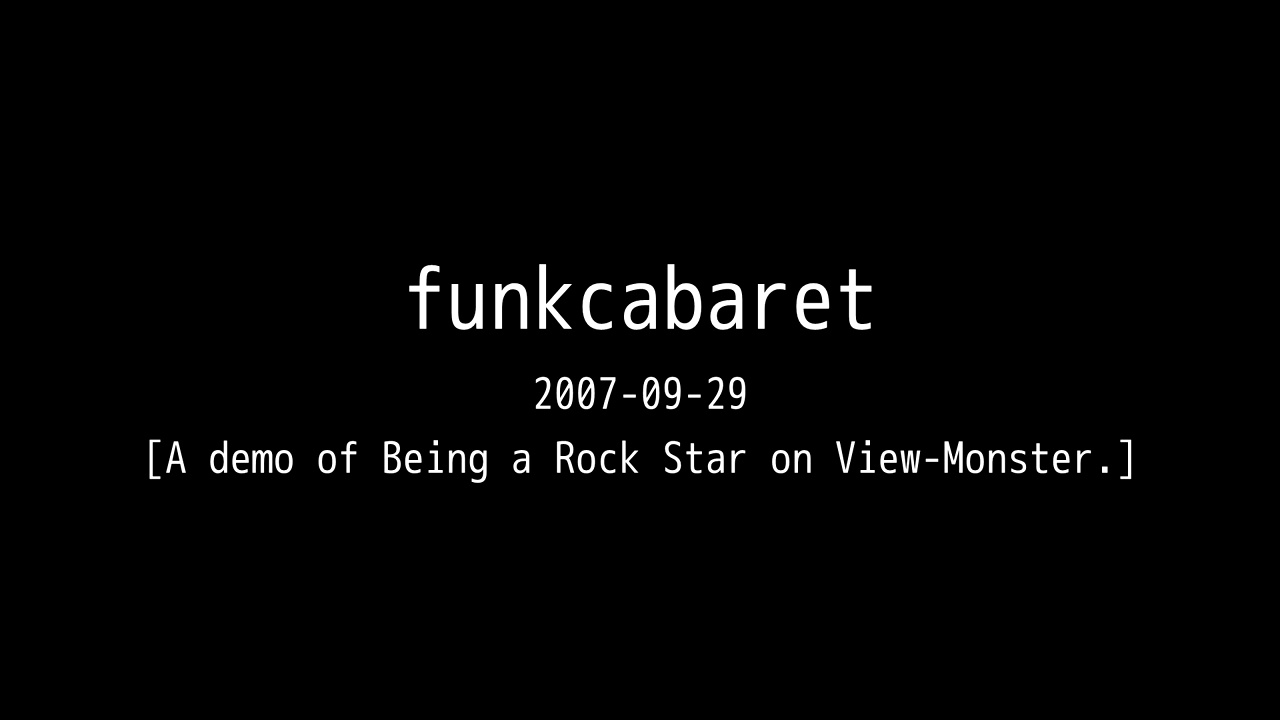 funkcabaret
2007-09-29
[A demo of Being a Rock Star on View-Monster.]